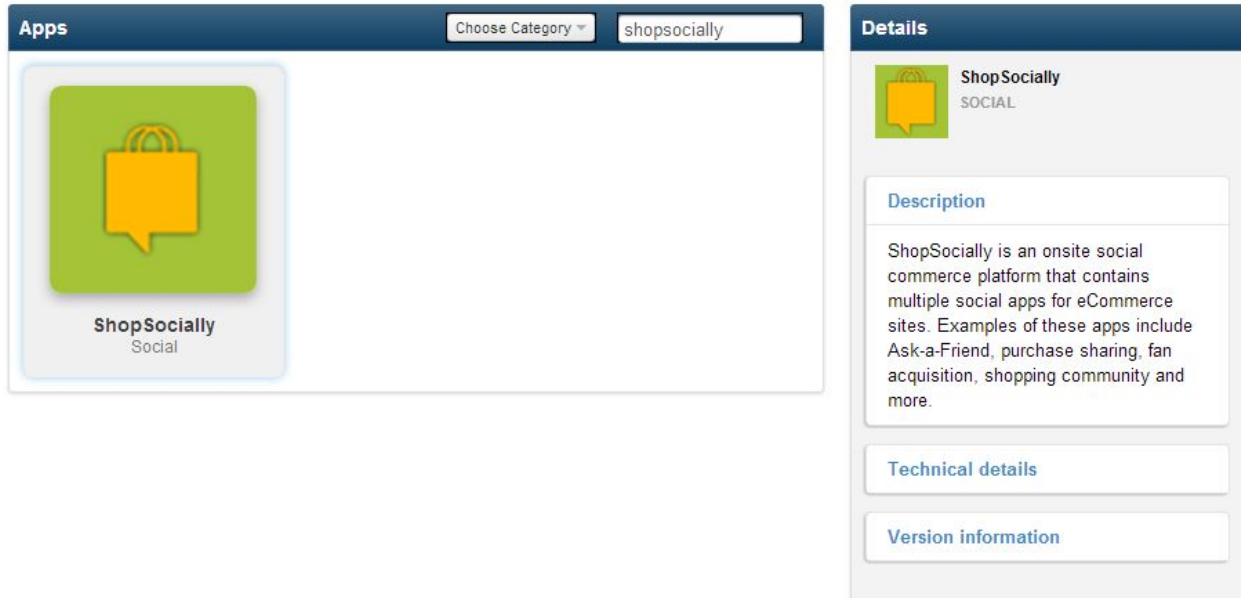 Apps
Choose Category
shopsocially
ShopSocially
Social
Details
ShopSocially
SOCIAL
Description
ShopSocially is an onsite social
commerce platform that contains
multiple social apps for eCommerce
sites. Examples of these apps include
Ask-a-Friend, purchase sharing, fan
acquisition, shopping community and
more.
Technical details
Version information